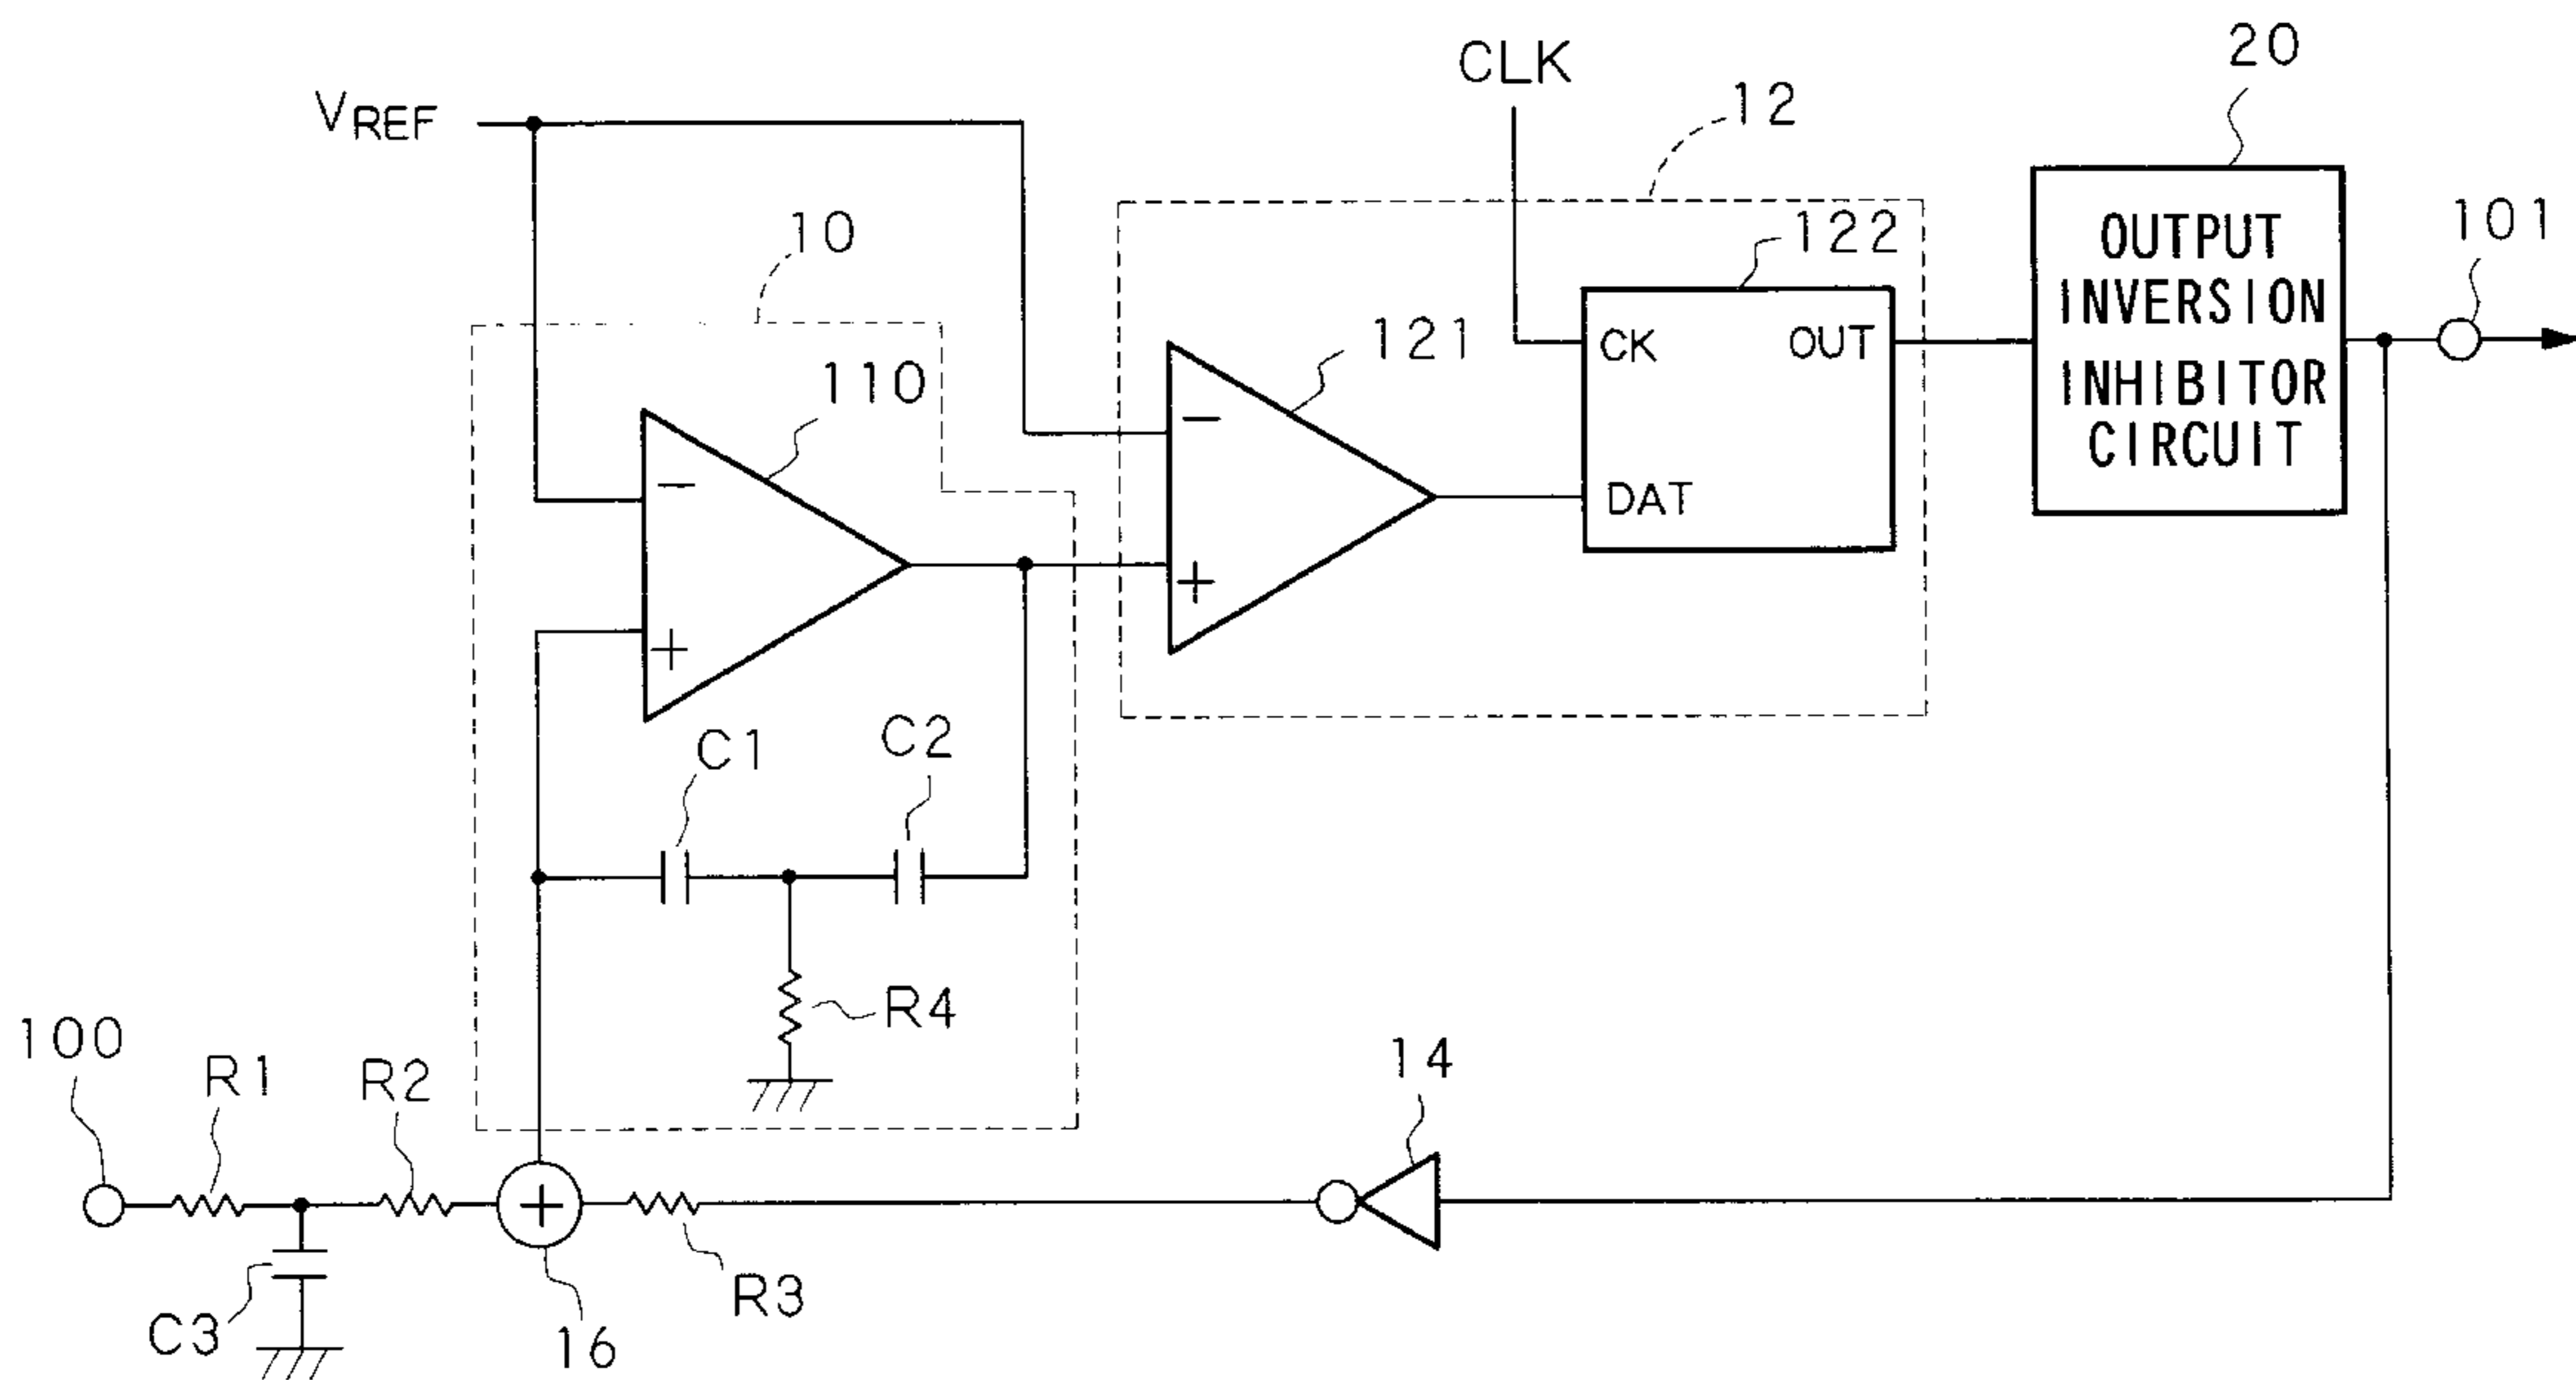 20
CLK
VREF
12
101
10
122
OUTPUT
INVERSION
INHIBITOR
CIRCUIT
121
CK
OUT
110
−
−
DAT
+
+
C1
C2
R4
100
R1
R2
14
+
R3
C3
16